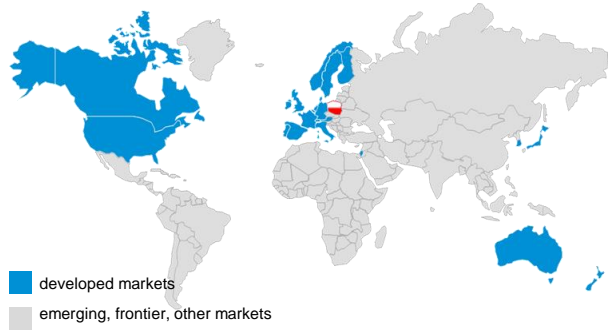 developed markets
emerging, frontier, other markets